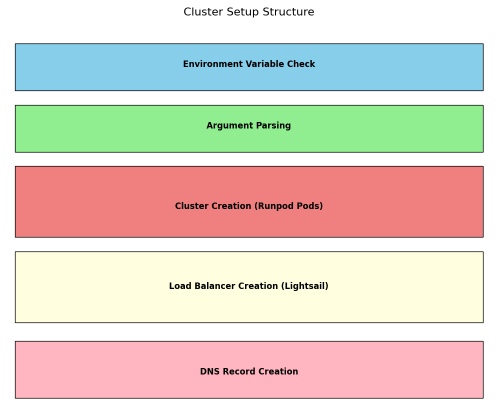 Cluster Setup Structure
Environment Variable Check
Argument Parsing
Cluster Creation (Runpod Pods)
Load Balancer Creation (Lightsail)
DNS Record Creation